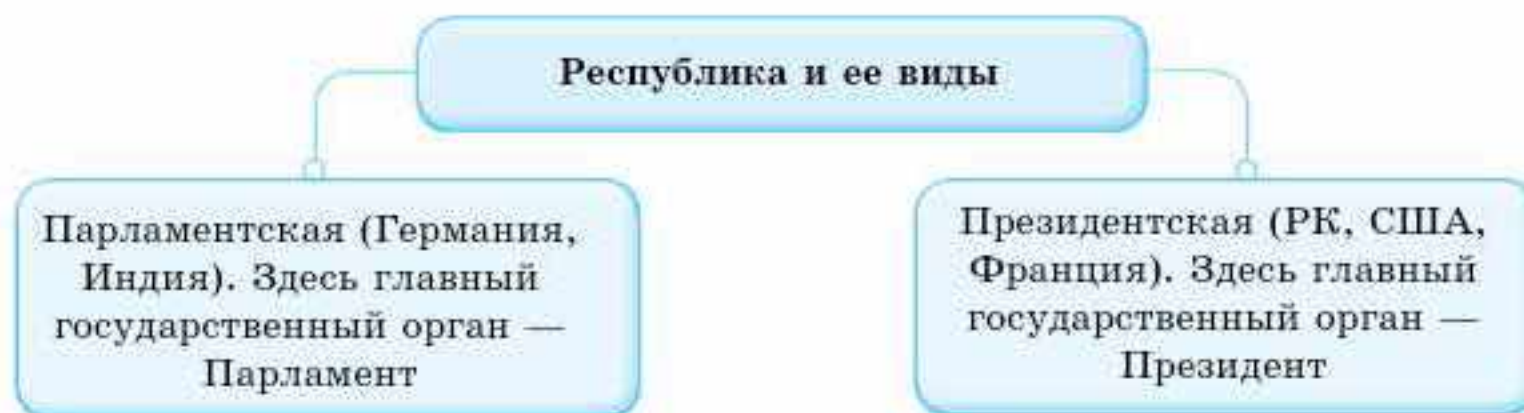 Республика и ее виды
Парламентская (Германия,
Индия). Здесь главный
государственный орган —
Парламент
Президентская (РК, США,
Франция). Здесь главный
государственный орган —
Президент